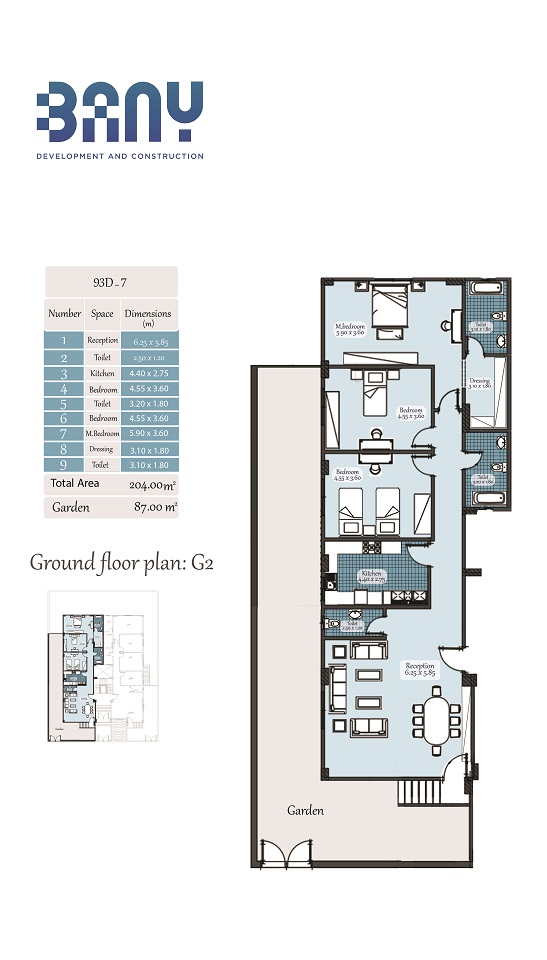 BANY
DEVELOPMENT AND CONSTRUCTION
93D-7
Number Space Dimensions (m)
1 Reception 6.25 x 5.85
2 Toilet 2.50 x 1.20
3 Kitchen 4.40 x 2.75
4 Bedroom 4.55 x 3.60
5 Toilet 3.20 x 1.80
6 Bedroom 4.55 x 3.60
7 M.Bedroom 5.90 x 3.60
8 Dressing 3.10 x 1.80
9 Toilet 3.10 x 1.80
Total Area 204.00m²
Garden 87.00 m²
Ground floor plan: G2
M.bedroom
5.90 x 3.60
Toilet
3.10 x 1.80
Dressing
3.10 x 1.80
Bedroom
4.55 x 3.60
Bedroom
4.55 x 3.60
Toilet
3.20 x 1.80
Kitchen
4.40 x 2.75
Toilet
2.50 x 1.20
Reception
6.25 x 5.85
Garden